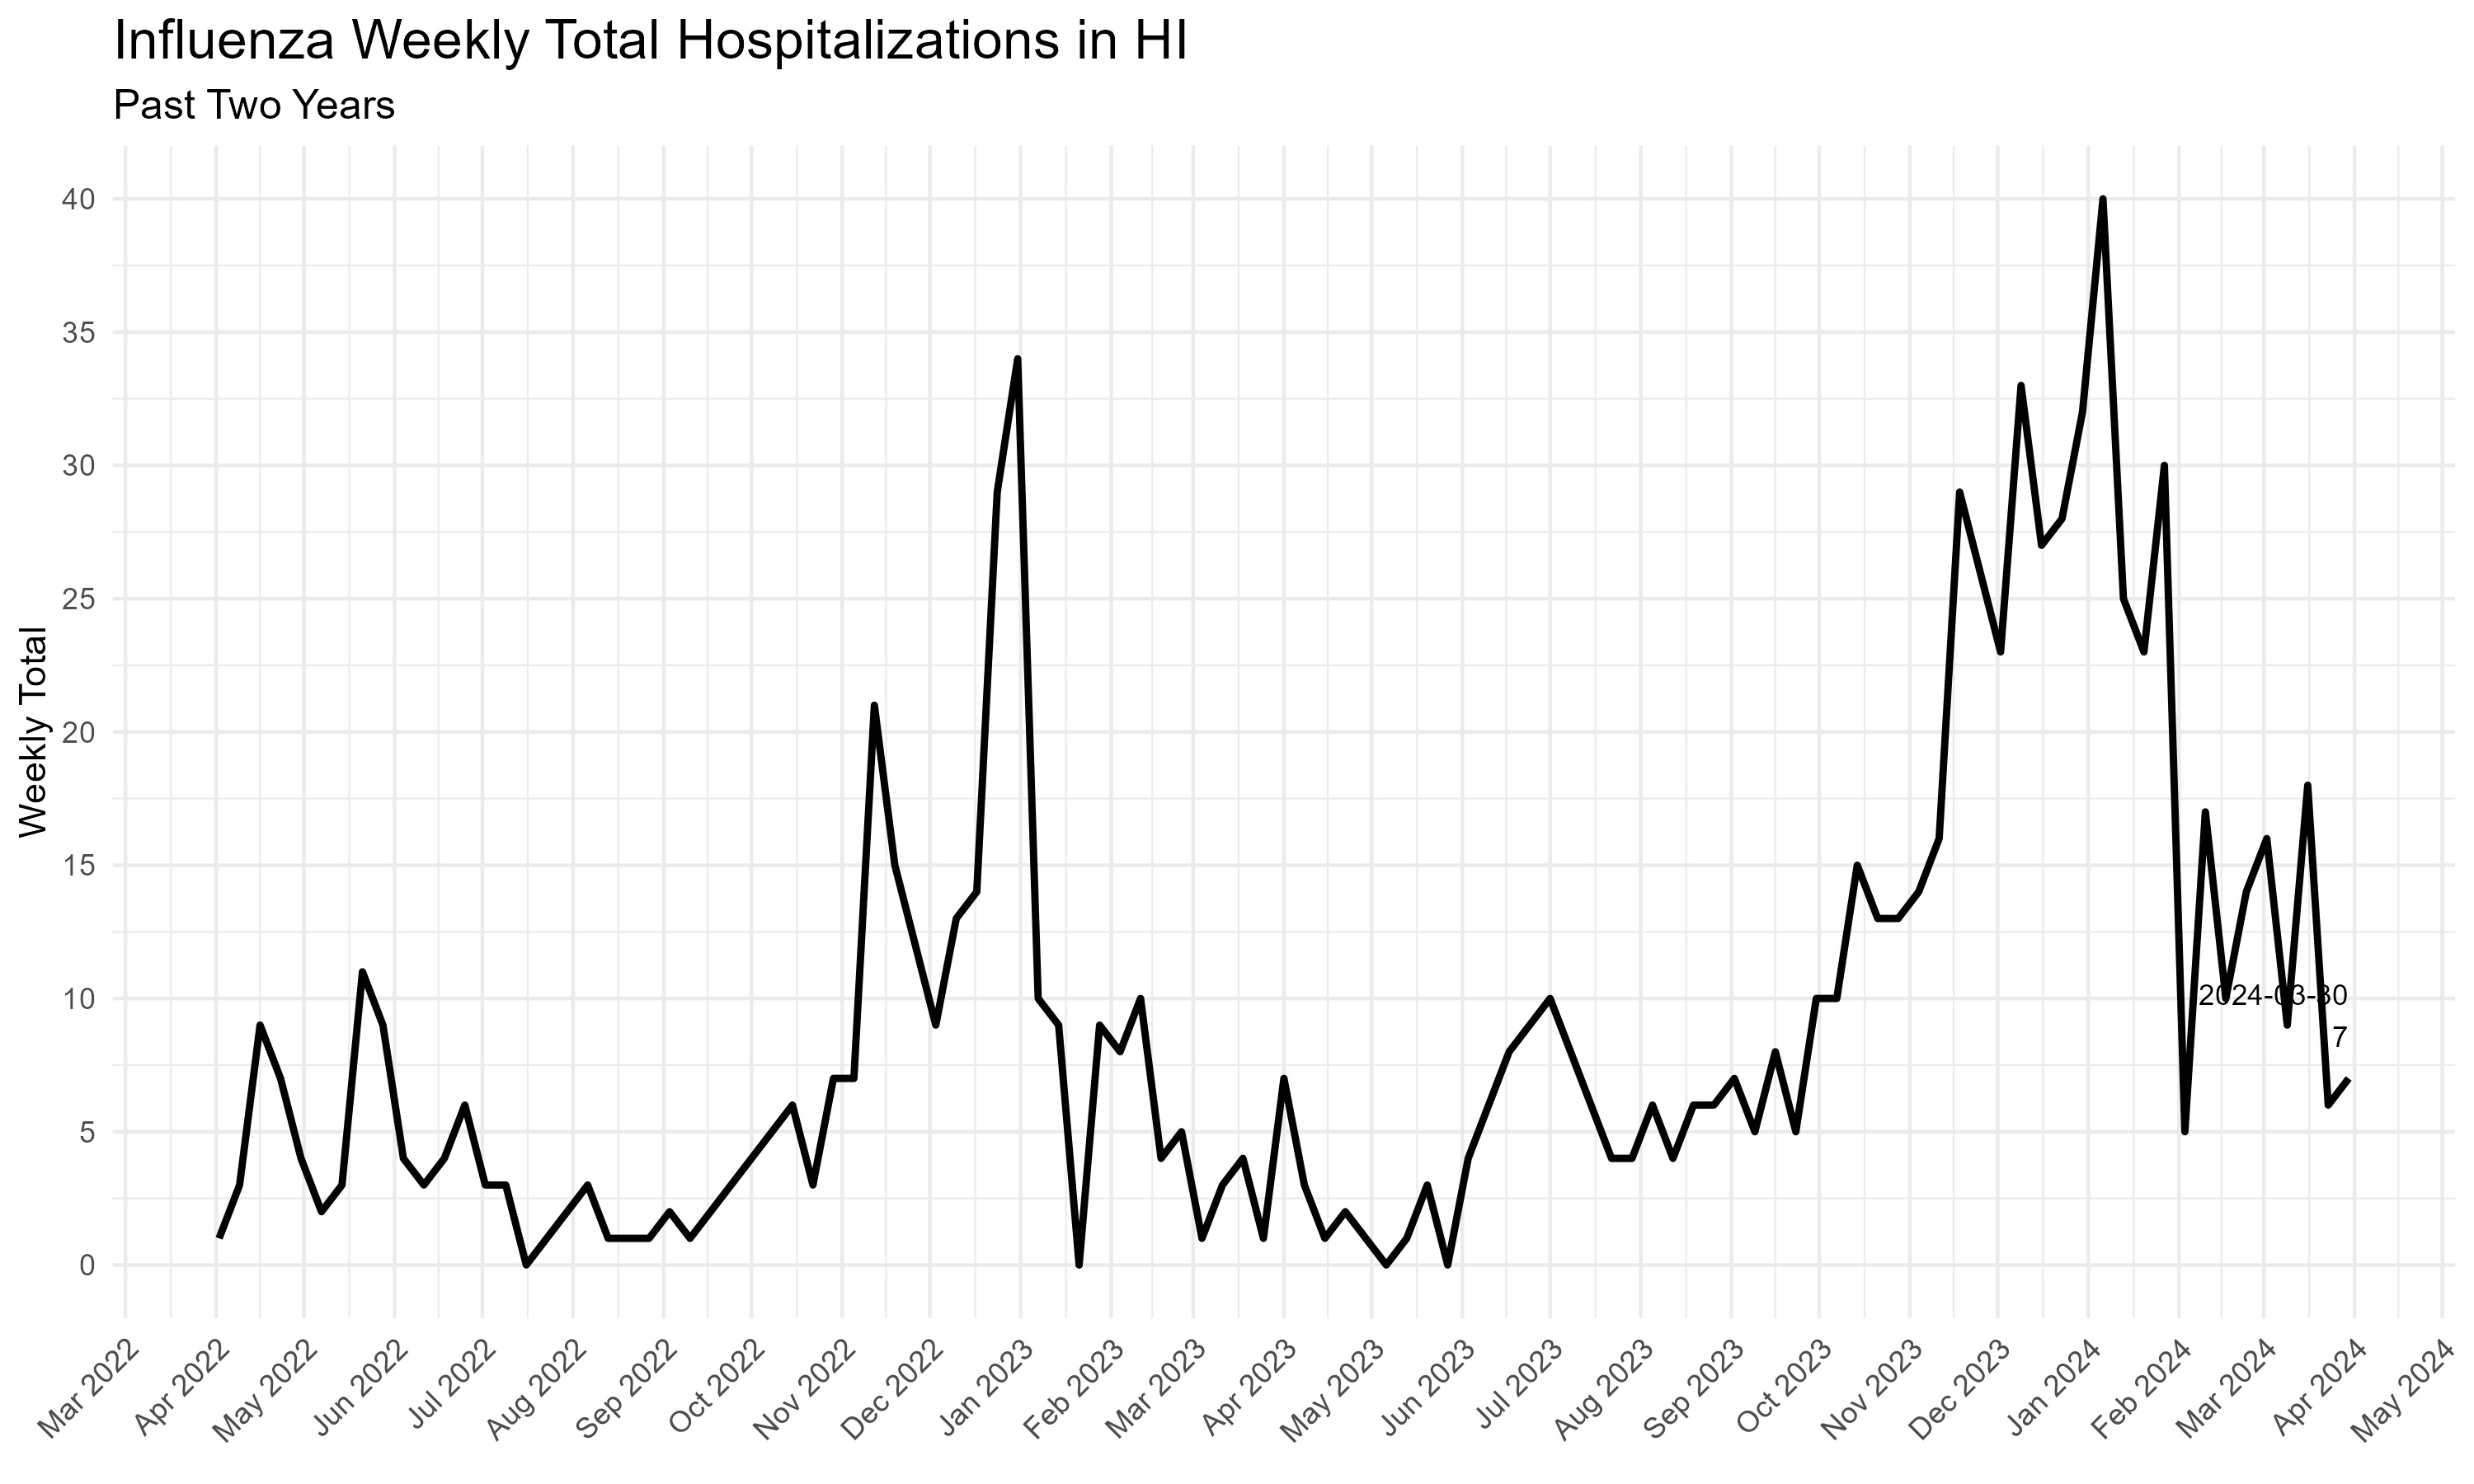 Influenza Weekly Total Hospitalizations in HI
Past Two Years
Weekly Total
40
35
30
25
20
15
10
5
0
2024-03-30
7
Mar 2022
Apr 2022
May 2022
Jun 2022
Jul 2022
Aug 2022
Sep 2022
Oct 2022
Nov 2022
Dec 2022
Jan 2023
Feb 2023
Mar 2023
Apr 2023
May 2023
Jun 2023
Jul 2023
Aug 2023
Sep 2023
Oct 2023
Nov 2023
Dec 2023
Jan 2024
Feb 2024
Mar 2024
Apr 2024
May 2024